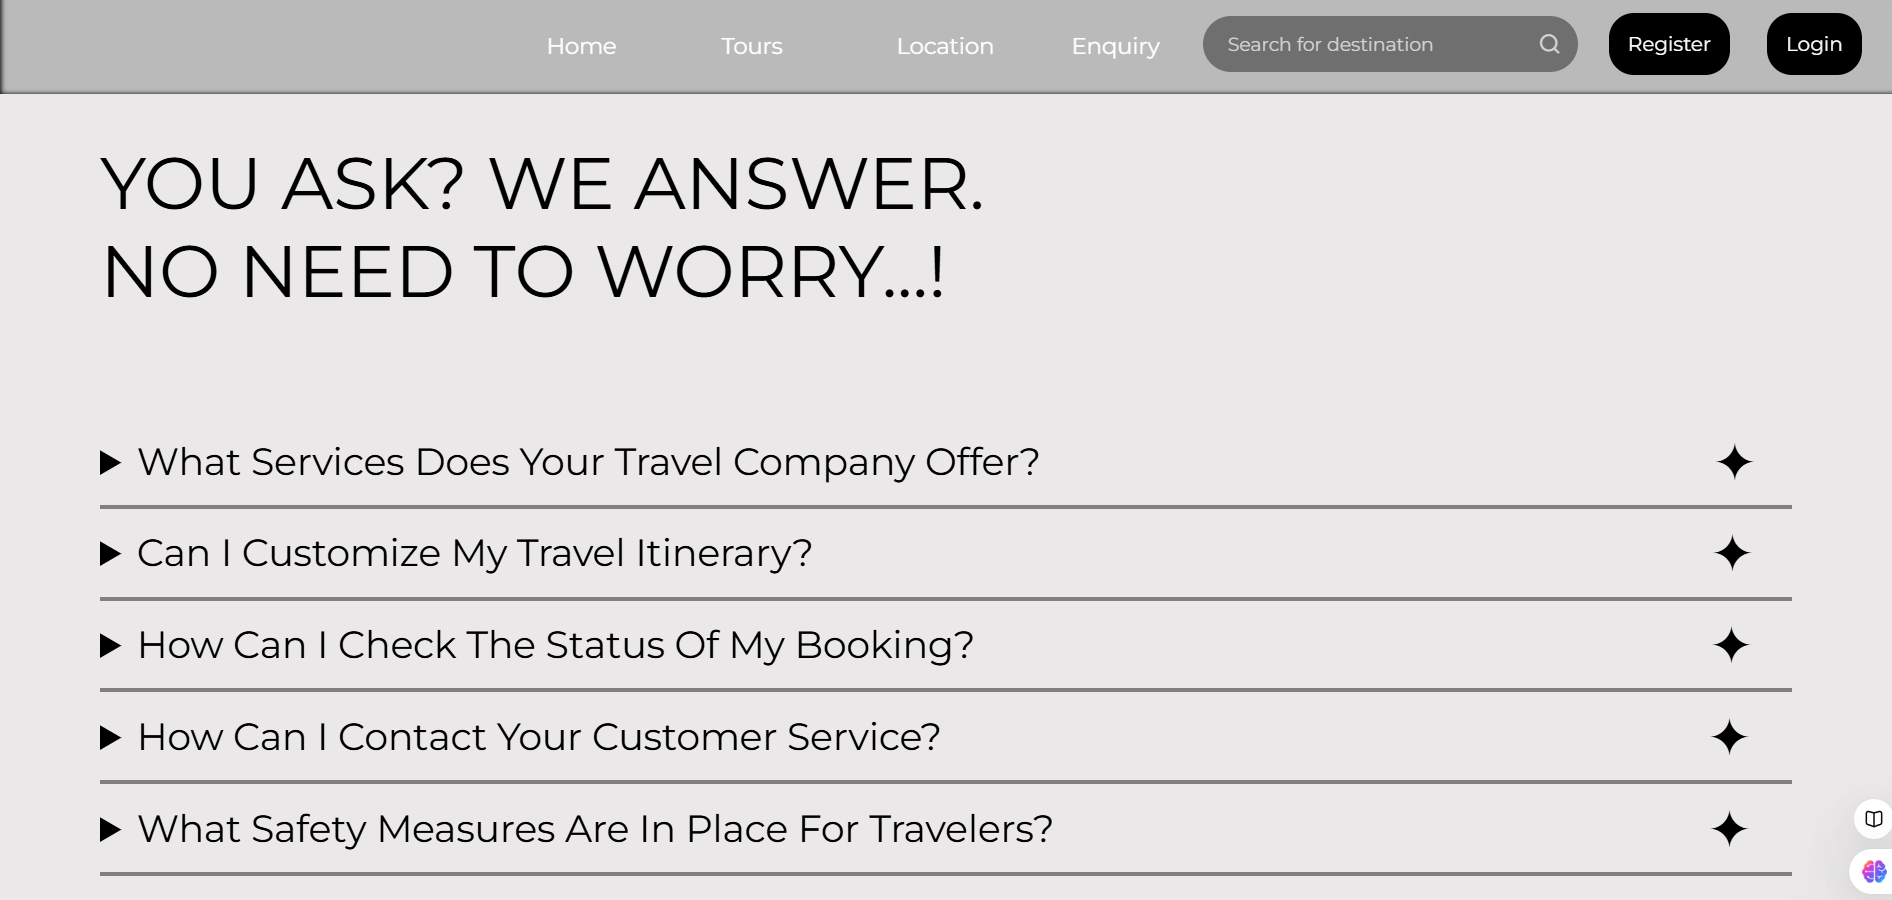 Home Tours Location Enquiry Search for destination Register Login
YOU ASK? WE ANSWER.
NO NEED TO WORRY...!
What Services Does Your Travel Company Offer?
Can I Customize My Travel Itinerary?
How Can I Check The Status Of My Booking?
How Can I Contact Your Customer Service?
What Safety Measures Are In Place For Travelers?